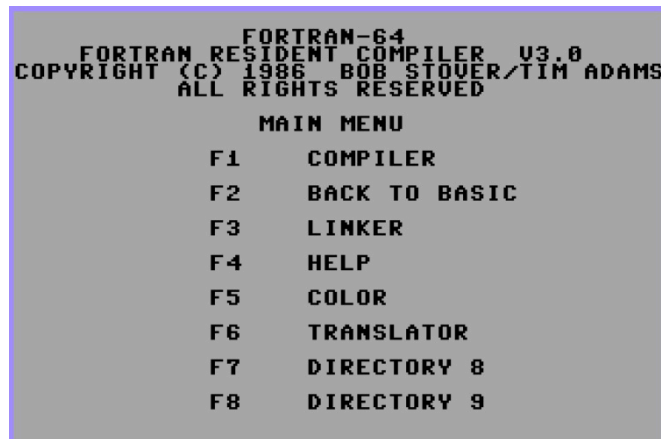 FORTRAN-64
FORTRAN RESIDENT COMPILER V3.0
COPYRIGHT (C) 1986 BOB STOVER/TIM ADAMS
ALL RIGHTS RESERVED
MAIN MENU
F1 COMPILER
F2 BACK TO BASIC
F3 LINKER
F4 HELP
F5 COLOR
F6 TRANSLATOR
F7 DIRECTORY 8
F8 DIRECTORY 9